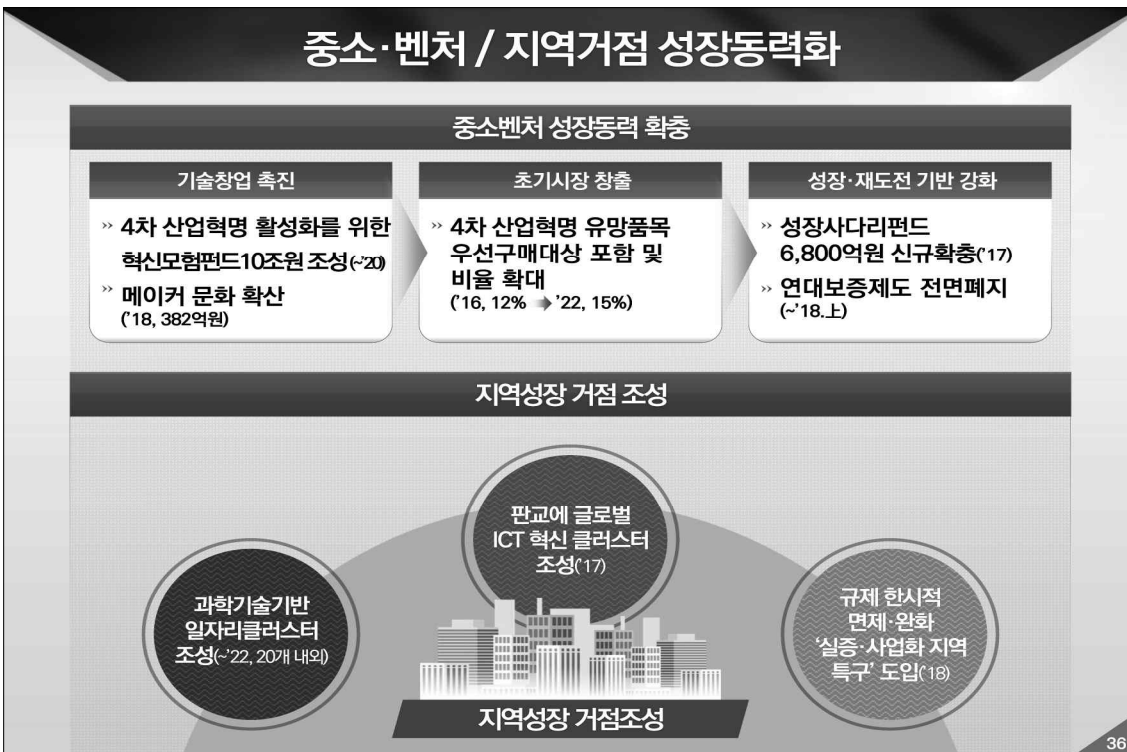 중소·벤처 / 지역거점 성장동력화
중소벤처 성장동력 확충
기술창업 촉진
›› 4차 산업혁명 활성화를 위한
혁신모험펀드10조원 조성(~'20)
›› 메이커 문화 확산
('18, 382억원)
초기시장 창출
›› 4차 산업혁명 유망품목
우선구매대상 포함 및
비율 확대
('16, 12% → '22, 15%)
성장·재도전 기반 강화
›› 성장사다리펀드
6,800억원 신규확충('17)
›› 연대보증제도 전면폐지
(~'18.上)
지역성장 거점 조성
과학기술기반
일자리클러스터
조성(~'22, 20개 내외)
판교에 글로벌
ICT 혁신 클러스터
조성('17)
규제 한시적
면제·완화
'실증·사업화 지역
특구' 도입('18)
지역성장 거점조성
36